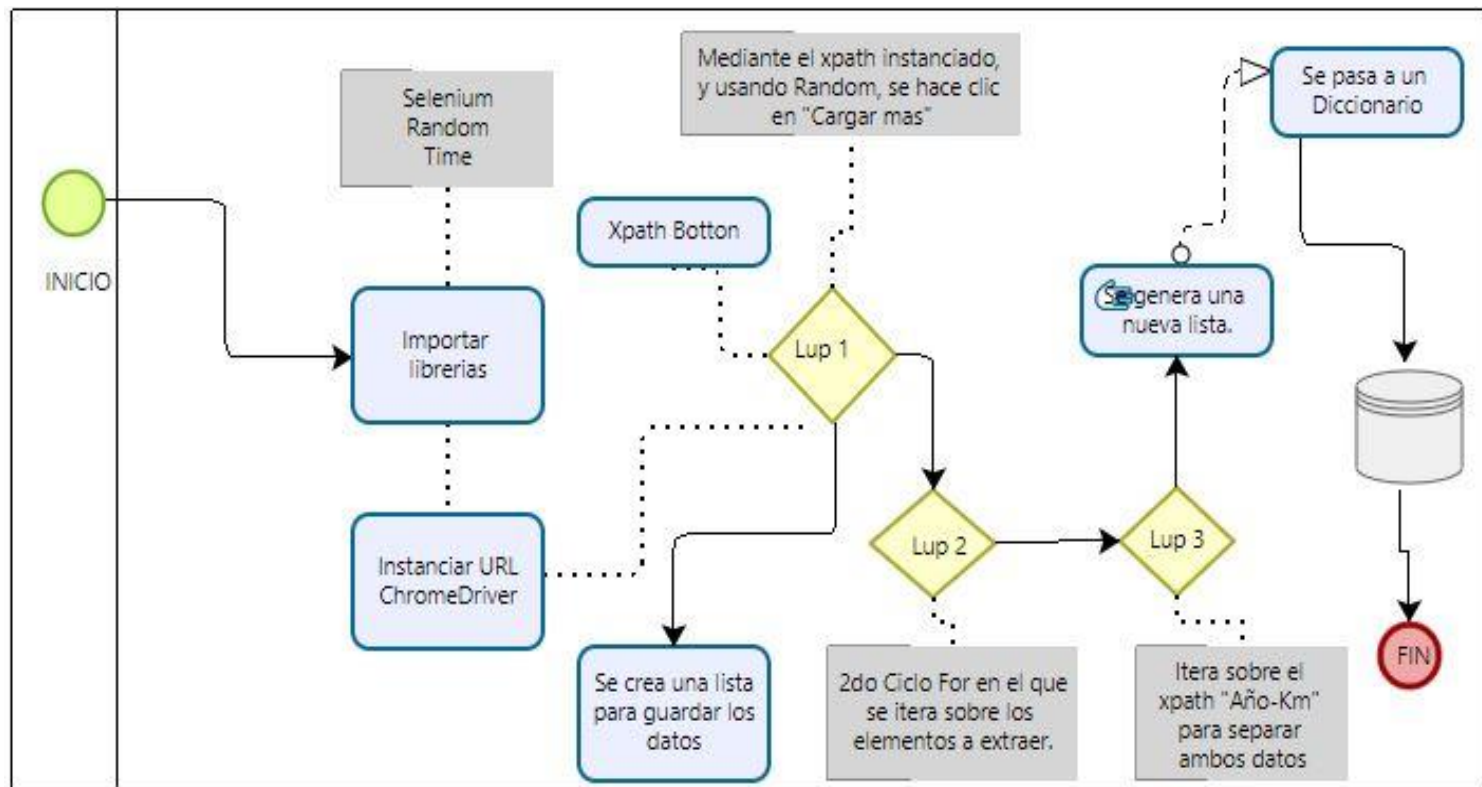 INICIO
Selenium
Random
Time
Importar
librerias
Instanciar URL
ChromeDriver
Mediante el xpath instanciado,
y usando Random, se hace clic
en "Cargar mas"
Xpath Botton
Lup 1
Se crea una lista
para guardar los
datos
Lup 2
2do Ciclo For en el que
se itera sobre los
elementos a extraer.
Lup 3
Itera sobre el
xpath "Año-Km"
para separar
ambos datos
Se genera una
nueva lista.
Se pasa a un
Diccionario
FIN